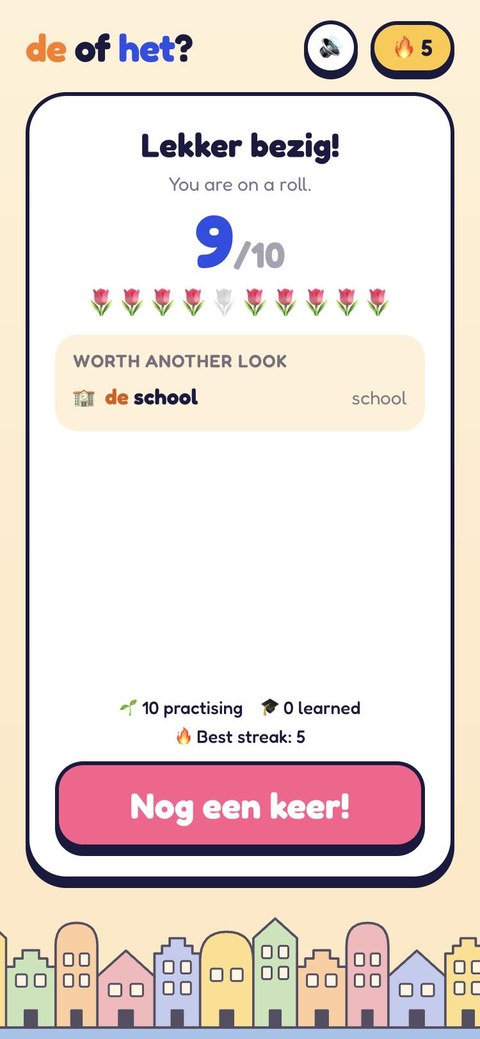 de of het?
5
Lekker bezig!
You are on a roll.
9/10
WORTH ANOTHER LOOK
de school school
10 practising 0 learned
Best streak: 5
Nog een keer!